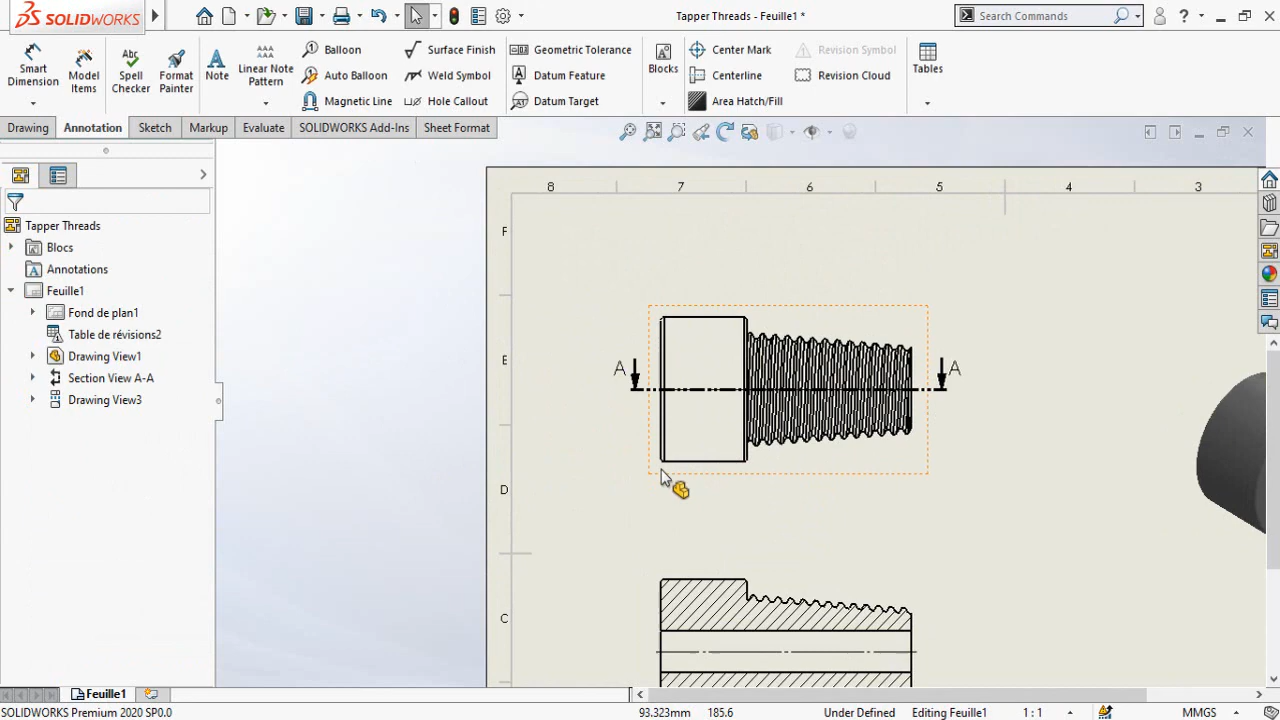 SOLIDWORKS
Tapper Threads - Feuille1 *
Search Commands
?
Smart Dimension
Model Items
Spell Checker
Format Painter
Note
Linear Note Pattern
Balloon
Auto Balloon
Magnetic Line
Surface Finish
Weld Symbol
Hole Callout
Geometric Tolerance
Datum Feature
Datum Target
Blocks
Center Mark
Centerline
Area Hatch/Fill
Revision Symbol
Revision Cloud
Tables
Drawing
Annotation
Sketch
Markup
Evaluate
SOLIDWORKS Add-Ins
Sheet Format
8
7
6
5
4
3
Tapper Threads
Blocs
Annotations
Feuille1
Fond de plan1
Table de révisions2
Drawing View1
Section View A-A
Drawing View3
F
E
D
C
A
A
Feuille1
SOLIDWORKS Premium 2020 SP0.0
93.323mm
185.6
Under Defined
Editing Feuille1
1 : 1
MMGS